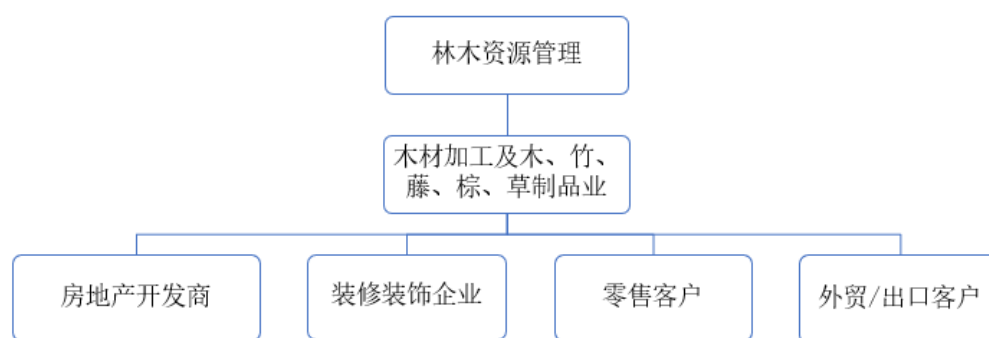 林木资源管理
木材加工及木、竹、
藤、棕、草制品业
房地产开发商
装修装饰企业
零售客户
外贸/出口客户